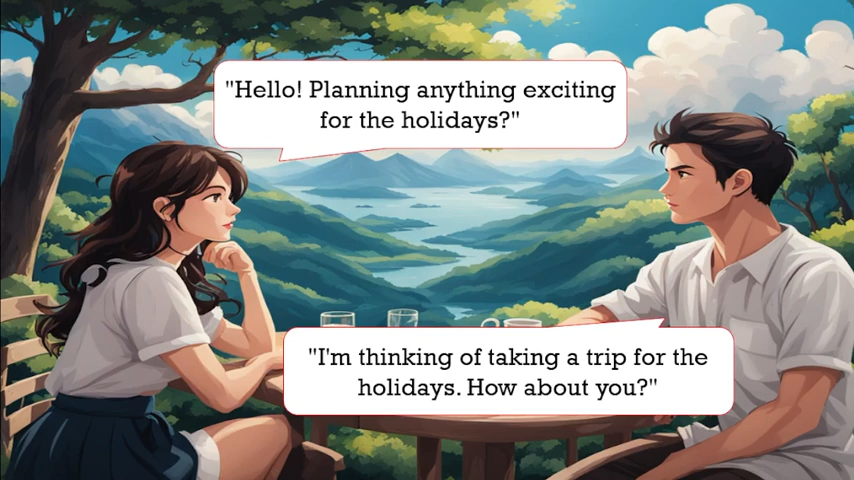 "Hello! Planning anything exciting
for the holidays?"
"I'm thinking of taking a trip for the
holidays. How about you?"